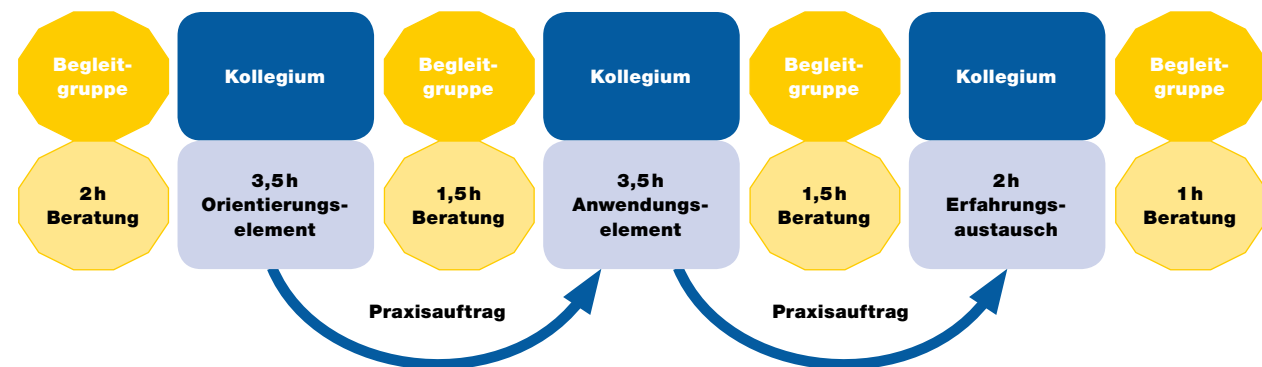 Begleit-
gruppe
Kollegium
Begleit-
gruppe
Kollegium
Begleit-
gruppe
Kollegium
Begleit-
gruppe
2h
Beratung
3,5h
Orientierungs-
element
1,5h
Beratung
3,5h
Anwendungs-
element
1,5h
Beratung
2h
Erfahrungs-
austausch
1h
Beratung
Praxisauftrag
Praxisauftrag